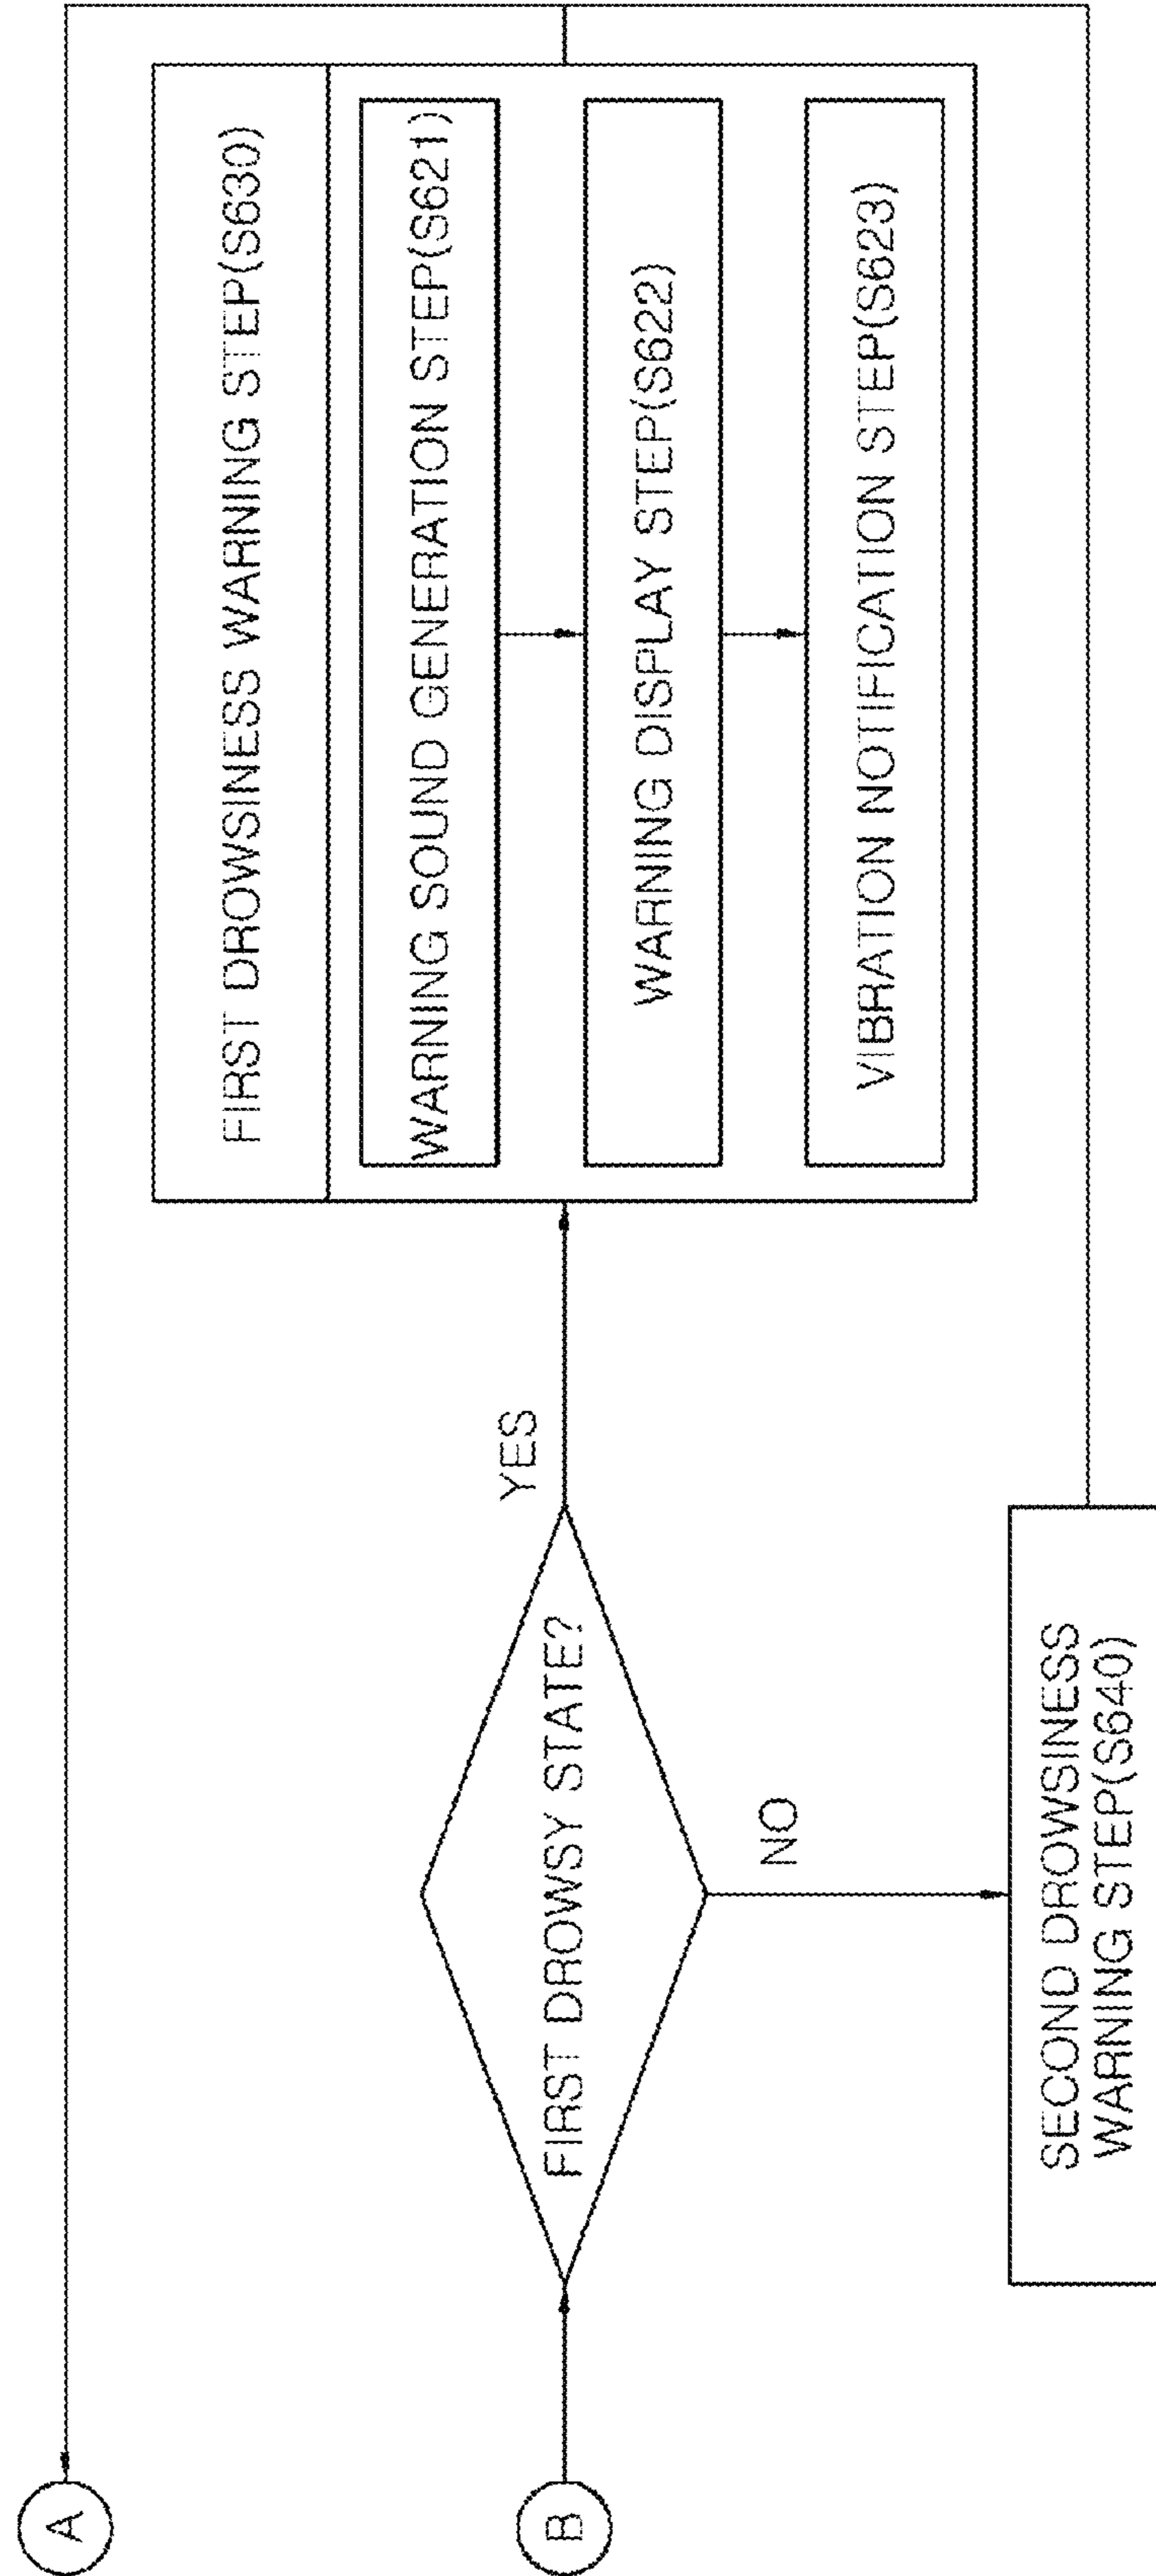 A
FIRST DROWSINESS WARNING STEP(S630)
WARNING SOUND GENERATION STEP(S621)
B
FIRST DROWSY STATE?
YES
WARNING DISPLAY STEP(S622)
NO
VIBRATION NOTIFICATION STEP(S623)
SECOND DROWSINESS
WARNING STEP(S640)